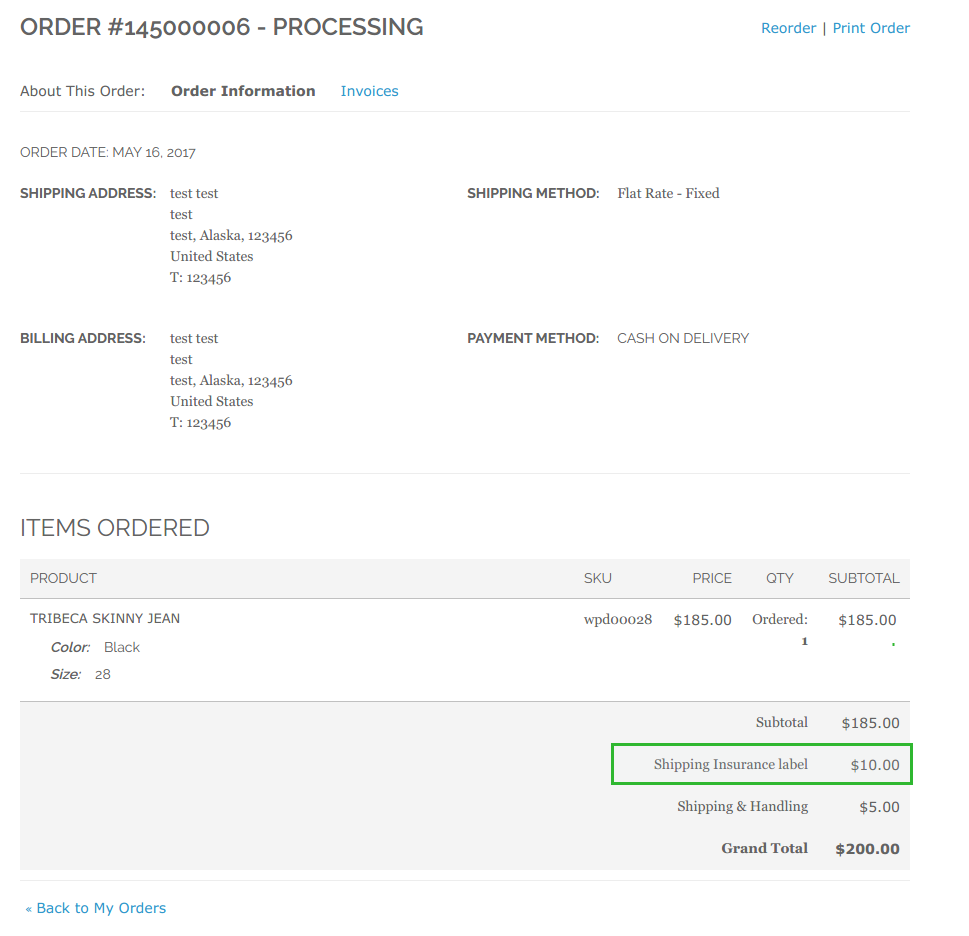 ORDER #145000006 - PROCESSING
Reorder | Print Order
About This Order: Order Information Invoices
ORDER DATE: MAY 16, 2017
SHIPPING ADDRESS: test test
test
test, Alaska, 123456
United States
T: 123456
SHIPPING METHOD: Flat Rate - Fixed
BILLING ADDRESS: test test
test
test, Alaska, 123456
United States
T: 123456
PAYMENT METHOD: CASH ON DELIVERY
ITEMS ORDERED
PRODUCT SKU PRICE QTY SUBTOTAL
TRIBECA SKINNY JEAN wpd00028 $185.00 Ordered: $185.00
1
Color: Black
Size: 28
Subtotal $185.00
Shipping Insurance label $10.00
Shipping & Handling $5.00
Grand Total $200.00
« Back to My Orders